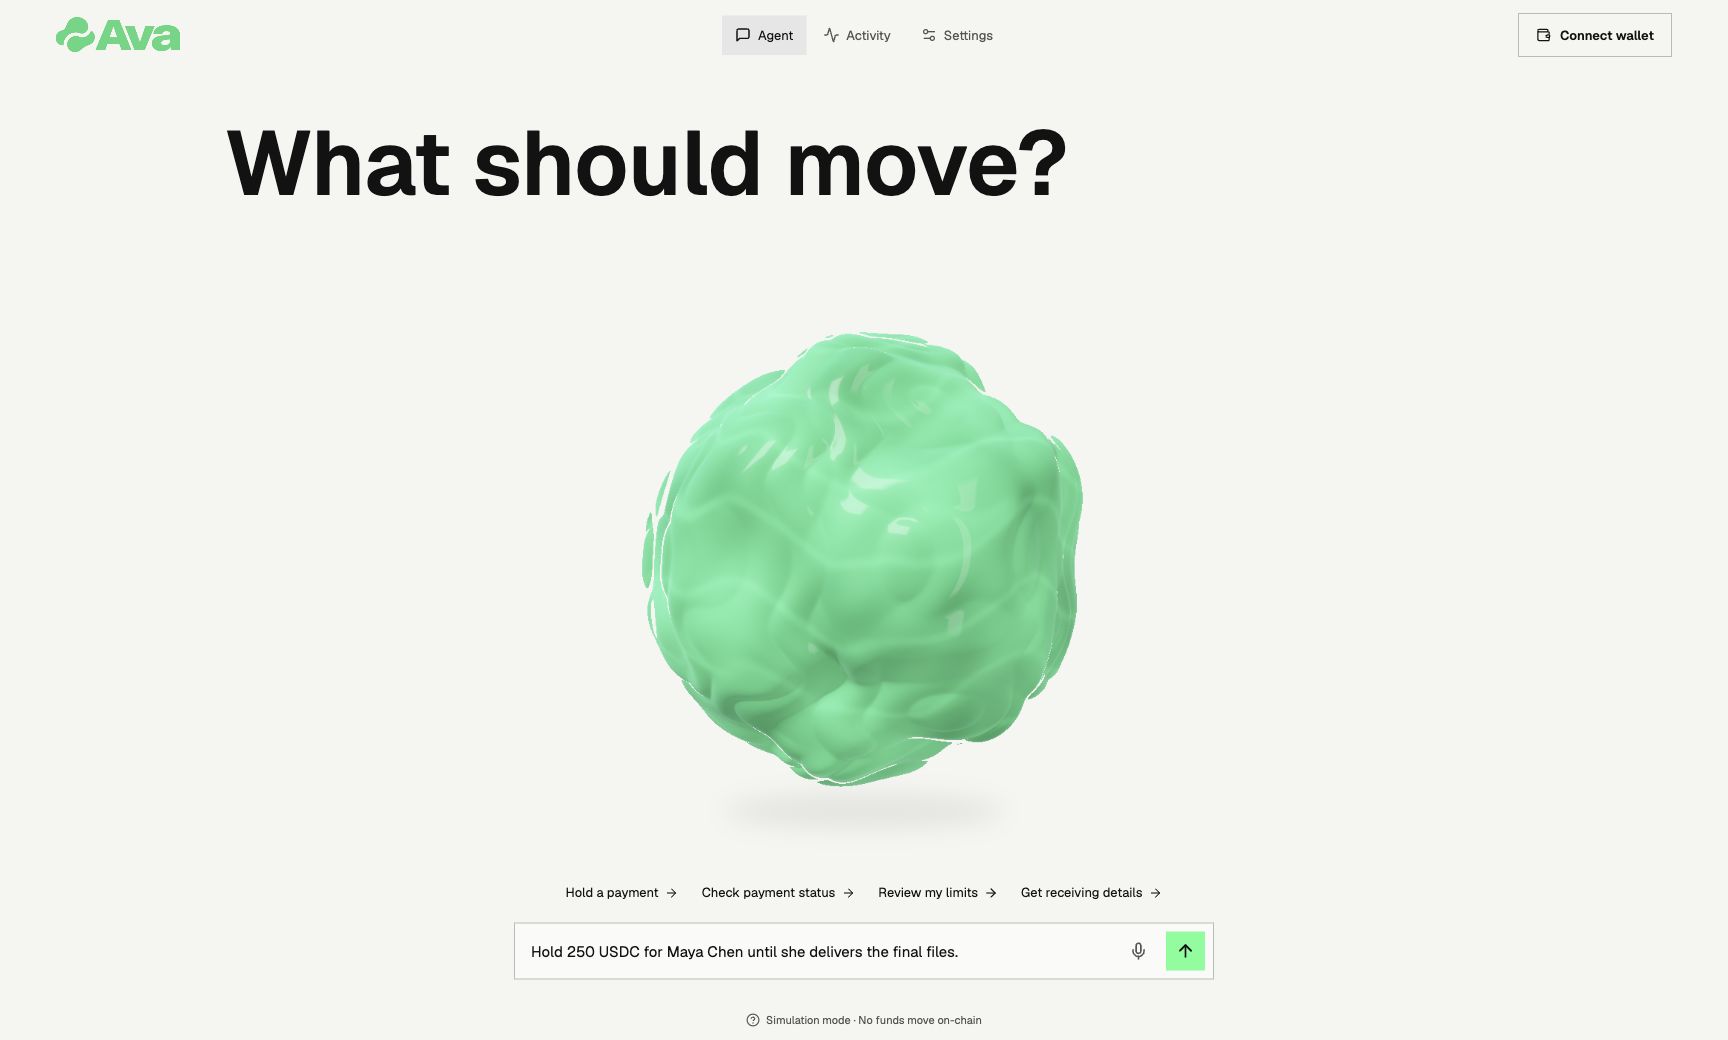 Ava
Agent
Activity
Settings
Connect wallet
What should move?
Hold a payment →
Check payment status →
Review my limits →
Get receiving details →
Hold 250 USDC for Maya Chen until she delivers the final files.
Simulation mode · No funds move on-chain